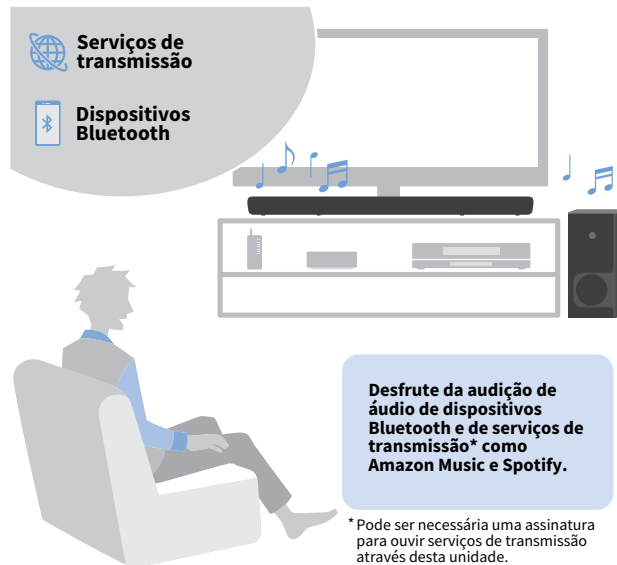 Serviços de
transmissão
Dispositivos
Bluetooth
Desfrute da audição de
áudio de dispositivos
Bluetooth e de serviços de
transmissão* como
Amazon Music e Spotify.
* Pode ser necessária uma assinatura
para ouvir serviços de transmissão
através desta unidade.